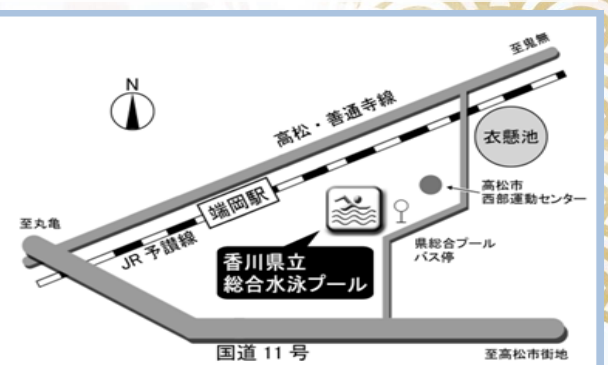 至鬼無
N
高松・善通寺線
衣懸池
端岡駅
高松市
西部運動センター
至丸亀
JR 予讃線
県総合プール
バス停
香川県立
総合水泳プール
国道 11 号
至高松市街地